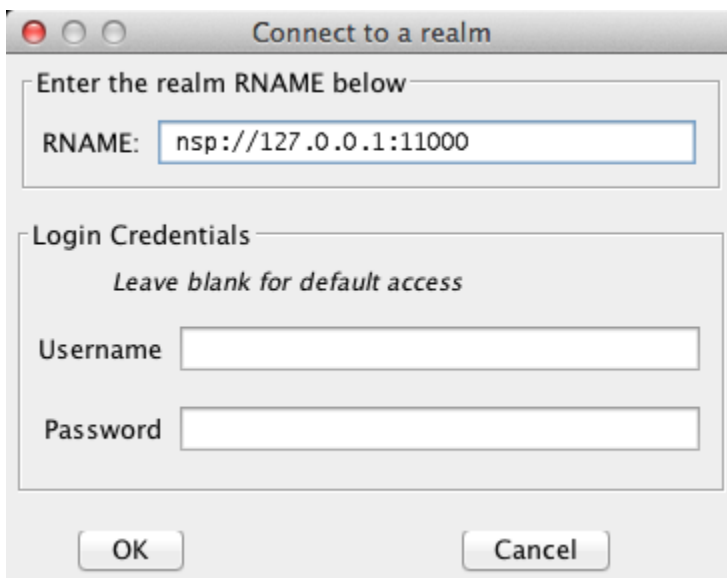 Connect to a realm
Enter the realm RNAME below
RNAME: nsp://127.0.0.1:11000
Login Credentials
Leave blank for default access
Username
Password
OK Cancel